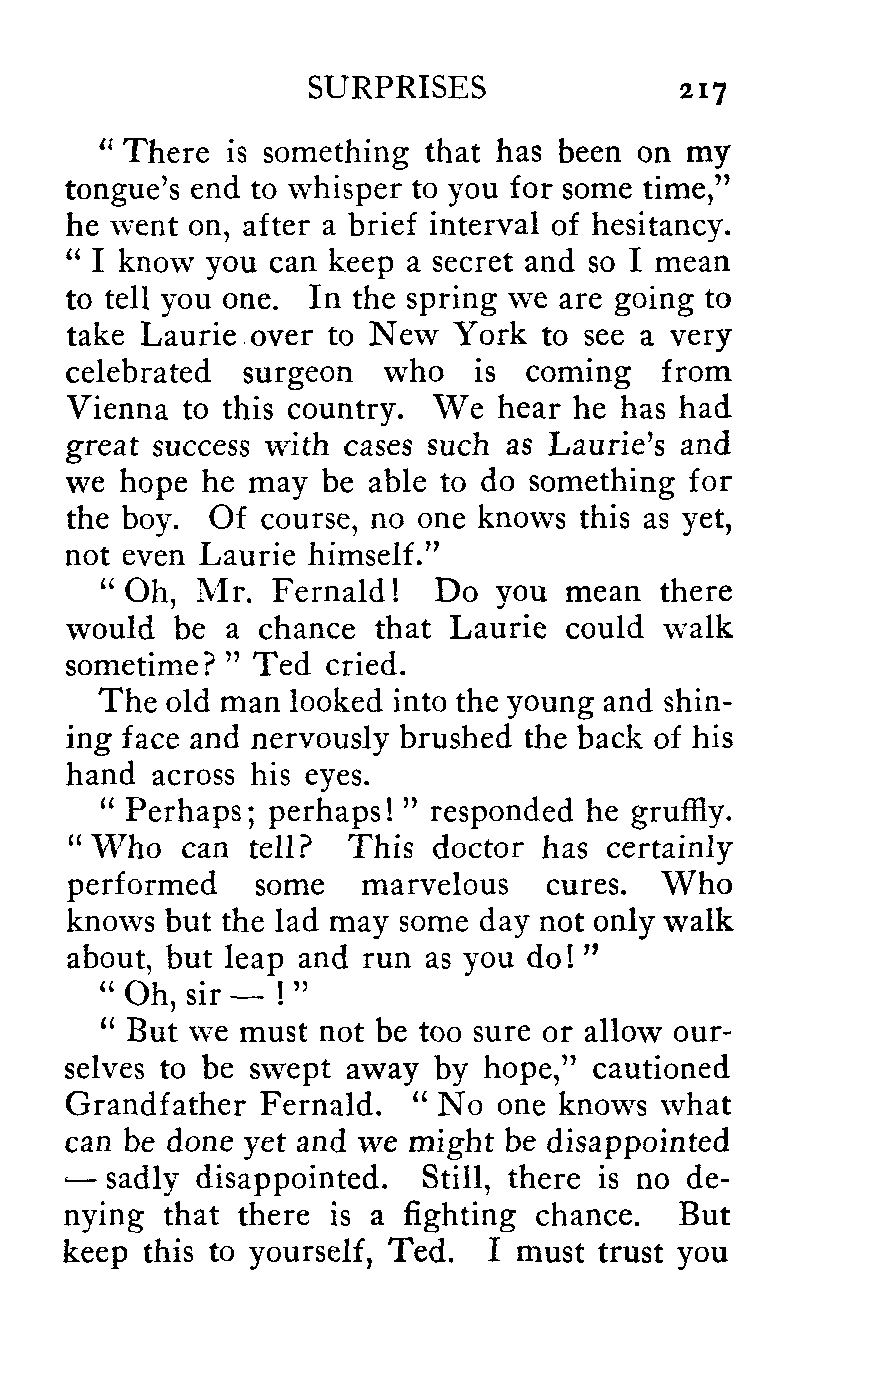 SURPRISES 217
“ There is something that has been on my
tongue’s end to whisper to you for some time,”
he went on, after a brief interval of hesitancy.
“ I know you can keep a secret and so I mean
to tell you one. In the spring we are going to
take Laurie over to New York to see a very
celebrated surgeon who is coming from
Vienna to this country. We hear he has had
great success with cases such as Laurie’s and
we hope he may be able to do something for
the boy. Of course, no one knows this as yet,
not even Laurie himself.”
“ Oh, Mr. Fernald! Do you mean there
would be a chance that Laurie could walk
sometime? ” Ted cried.
The old man looked into the young and shin-
ing face and nervously brushed the back of his
hand across his eyes.
“ Perhaps; perhaps! ” responded he gruffly.
“ Who can tell? This doctor has certainly
performed some marvelous cures. Who
knows but the lad may some day not only walk
about, but leap and run as you do! ”
“ Oh, sir — ! ”
“ But we must not be too sure or allow our-
selves to be swept away by hope,” cautioned
Grandfather Fernald. “ No one knows what
can be done yet and we might be disappointed
— sadly disappointed. Still, there is no de-
nying that there is a fighting chance. But
keep this to yourself, Ted. I must trust you